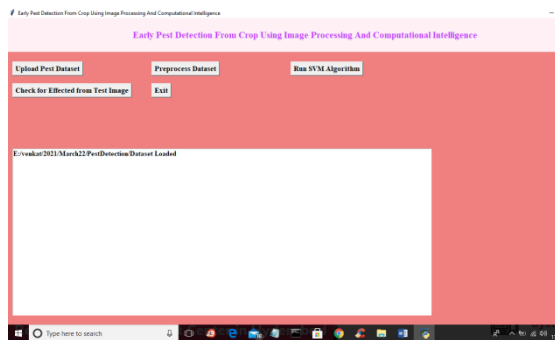 Early Pest Detection From Crop Using Image Processing And Computational Intelligence
Early Pest Detection From Crop Using Image Processing And Computational Intelligence
Upload Pest Dataset Preprocess Dataset Run SVM Algorithm
Check for Effected from Test Image Exit
E:/venkat/2021/March22/PestDetection/Dataset Loaded
Type here to search